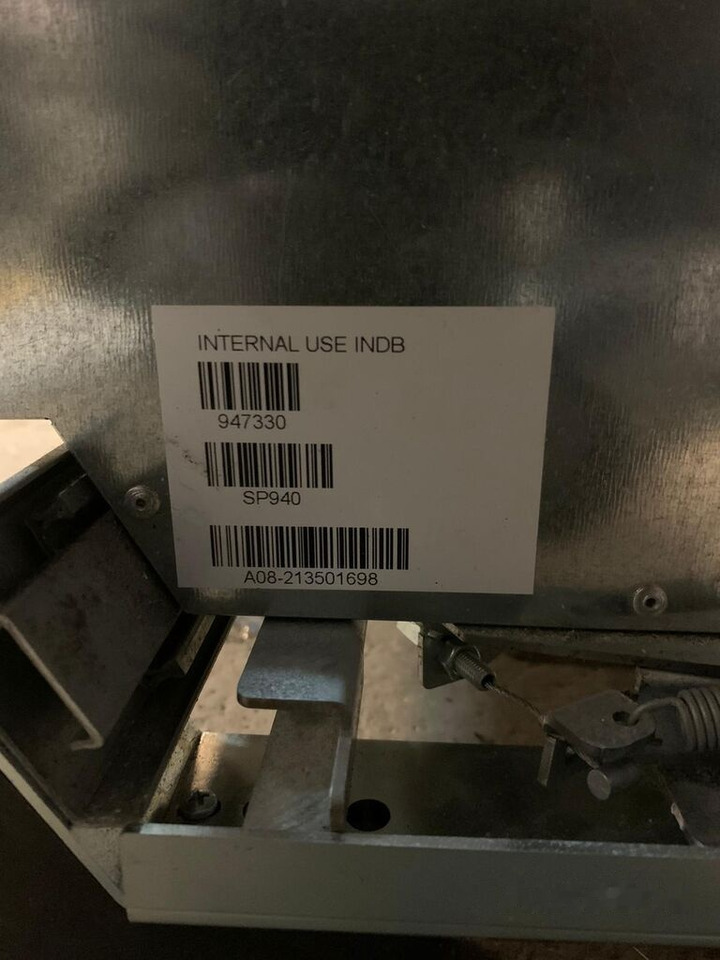 INTERNAL USE INDB
947330
SP940
A08-213501698